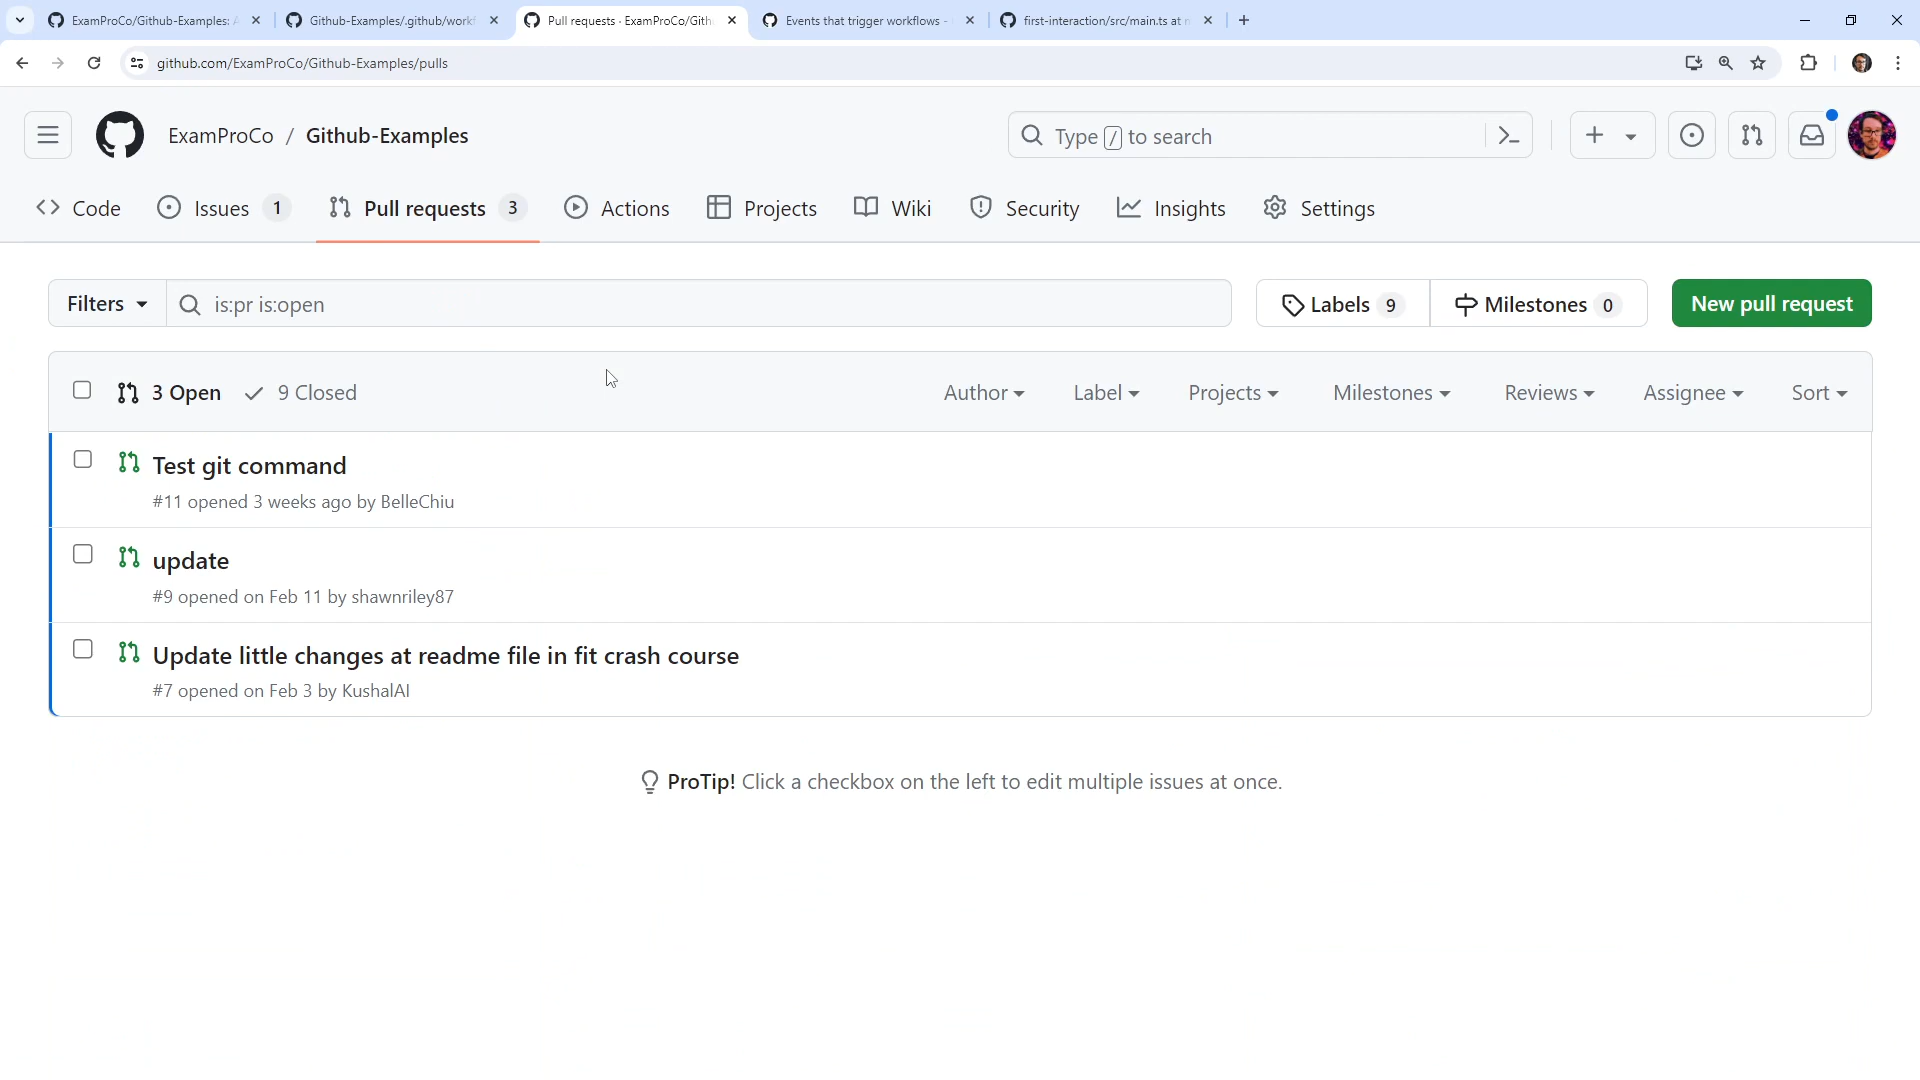 ExamProCo/Github-Examples: A
Github-Examples/.github/workf
Pull requests · ExamProCo/Gith
Events that trigger workflows -
first-interaction/src/main.ts at
github.com/ExamProCo/Github-Examples/pulls
ExamProCo / Github-Examples
Type / to search
Code
Issues 1
Pull requests 3
Actions
Projects
Wiki
Security
Insights
Settings
Filters
is:pr is:open
Labels 9
Milestones 0
New pull request
3 Open
9 Closed
Author
Label
Projects
Milestones
Reviews
Assignee
Sort
Test git command
#11 opened 3 weeks ago by BelleChiu
update
#9 opened on Feb 11 by shawnriley87
Update little changes at readme file in fit crash course
#7 opened on Feb 3 by KushalAI
ProTip! Click a checkbox on the left to edit multiple issues at once.